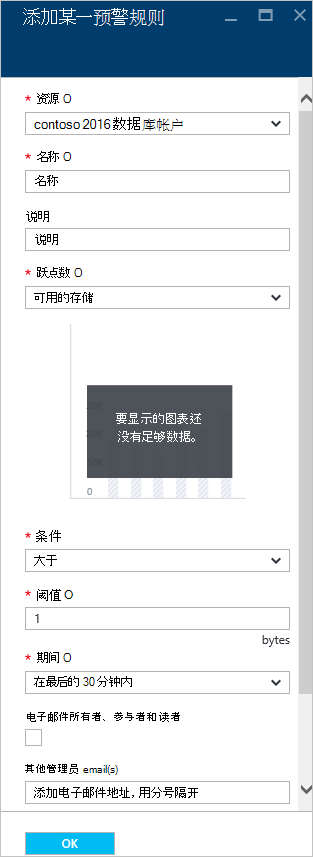 添加某一预警规则
* 资源 O
contoso 2016 数据库帐户
* 名称 O
名称
说明
说明
* 跃点数 O
可用的存储
要显示的图表还
没有足够数据。
0
* 条件
大于
* 阈值 O
1
bytes
* 期间 O
在最后的 30 分钟内
电子邮件所有者、参与者和读者
其他管理员 email(s)
添加电子邮件地址, 用分号隔开
OK